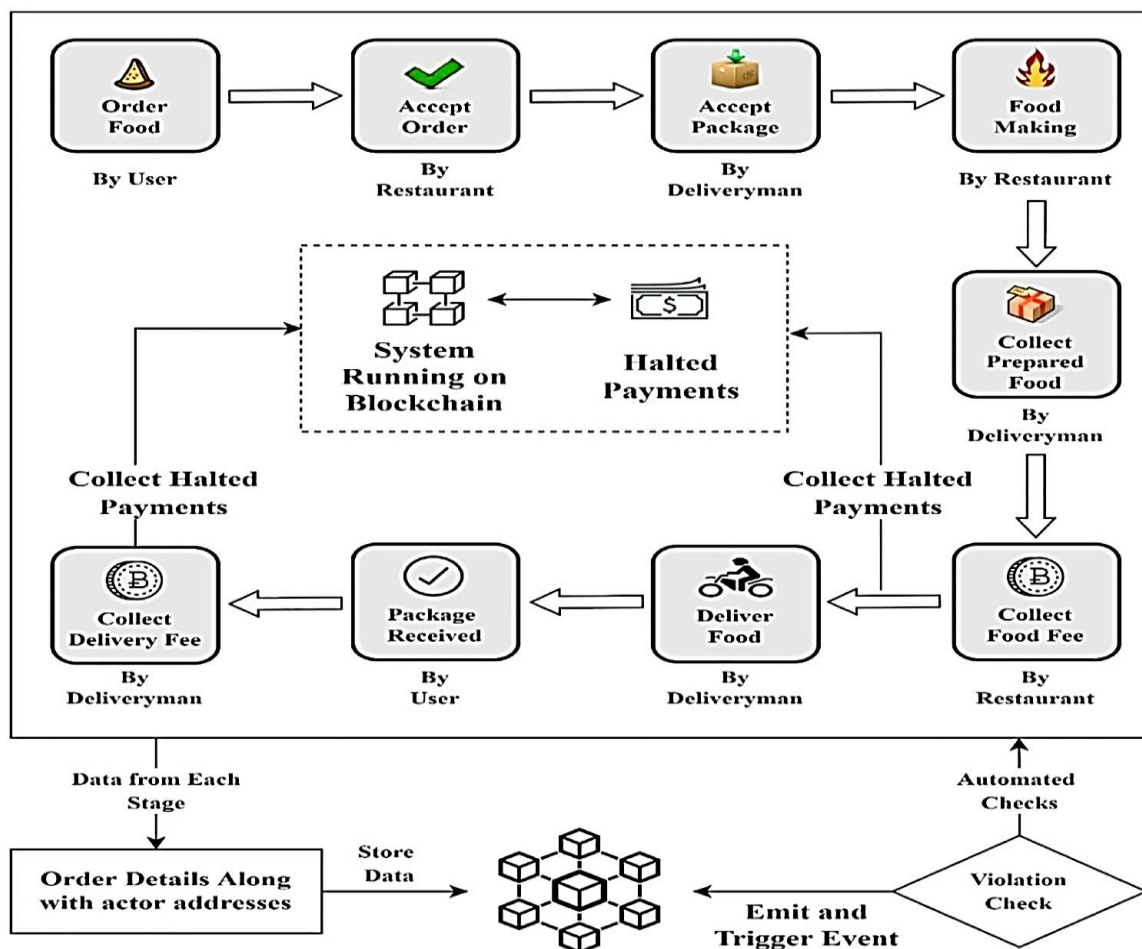 Order
Food
By User
Accept
Order
By
Restaurant
Accept
Package
By
Deliveryman
Food
Making
By Restaurant
System
Running on
Blockchain
$
Halted
Payments
Collect
Prepared
Food
By
Deliveryman
Collect Halted
Payments
Collect Halted
Payments
Collect
Food Fee
By
Restaurant
Deliver
Food
By
Deliveryman
Package
Received
By
User
Collect
Delivery Fee
By
Deliveryman
Data from Each
Stage
Automated
Checks
Order Details Along
with actor addresses
Store
Data
Violation
Check
Emit and
Trigger Event